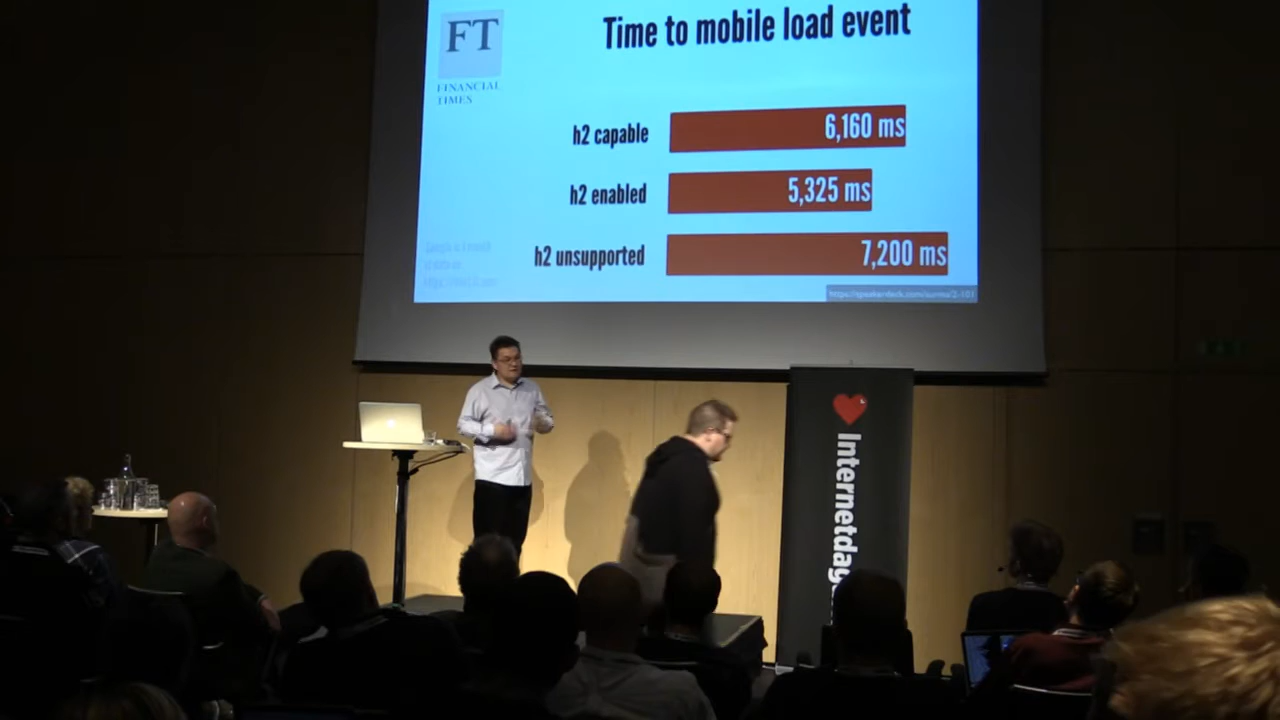 FT
FINANCIAL
TIMES
Time to mobile load event
h2 capable
6,160 ms
h2 enabled
5,325 ms
h2 unsupported
7,200 ms
Internetdag